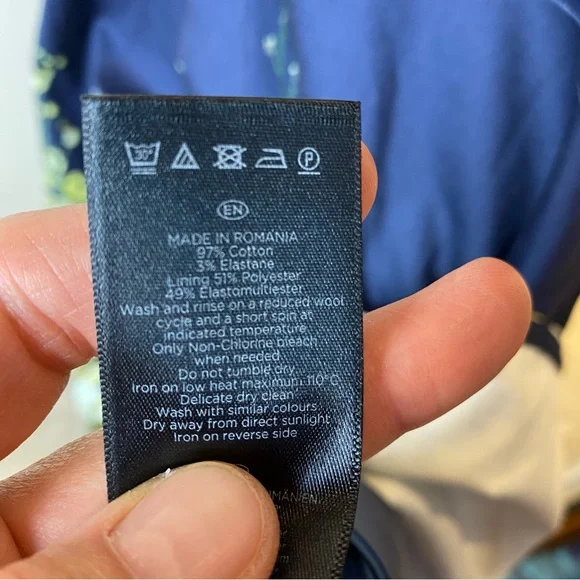 30°
P
EN
MADE IN ROMANIA
97% Cotton
3% Elastane
Lining 51% Polyester
49% Elastomultiester
Wash and rinse on a reduced wool
cycle and a short spin at
indicated temperature
Only Non-Chlorine bleach
when needed
Do not tumble dry
Iron on low heat maximum 110°C
Delicate dry clean
Wash with similar colours
Dry away from direct sunlight
Iron on reverse side